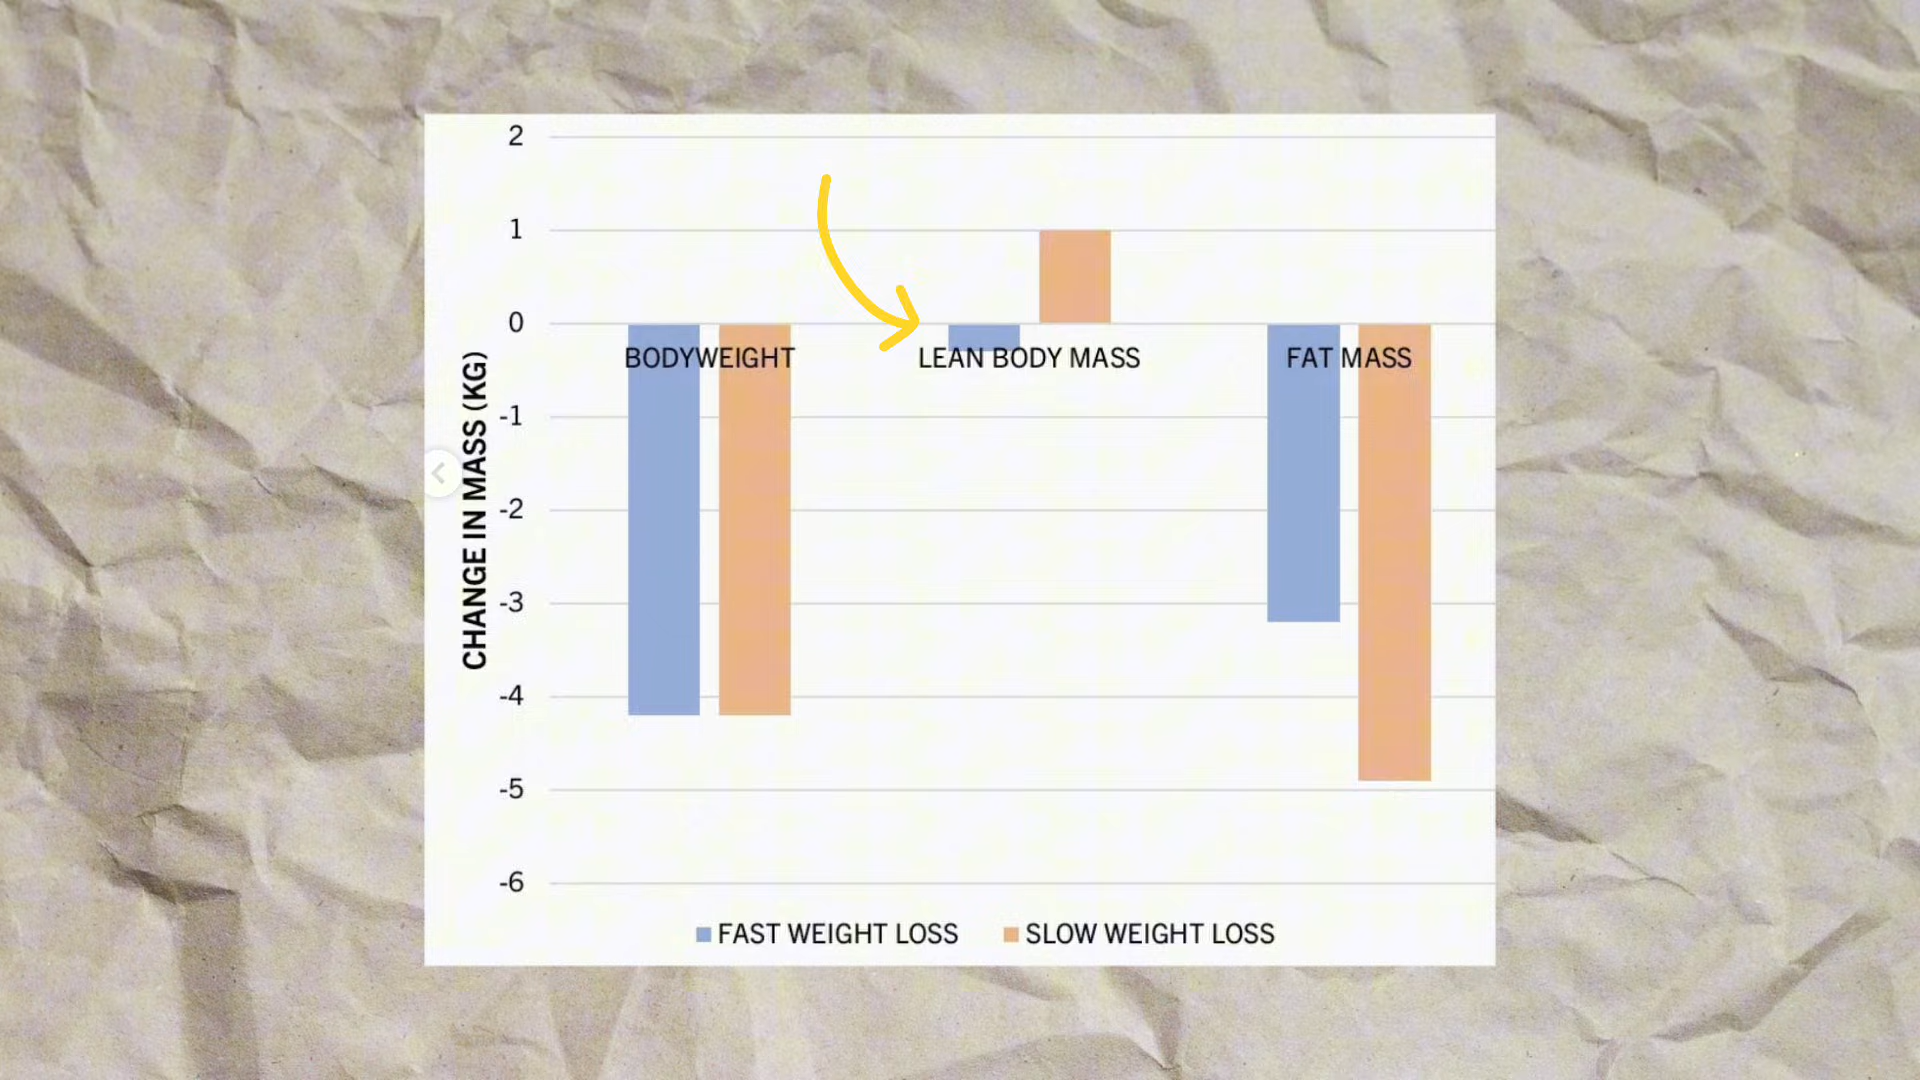 2
1
0
-1
-2
-3
-4
-5
-6
CHANGE IN MASS (KG)
BODYWEIGHT
LEAN BODY MASS
FAT MASS
FAST WEIGHT LOSS
SLOW WEIGHT LOSS